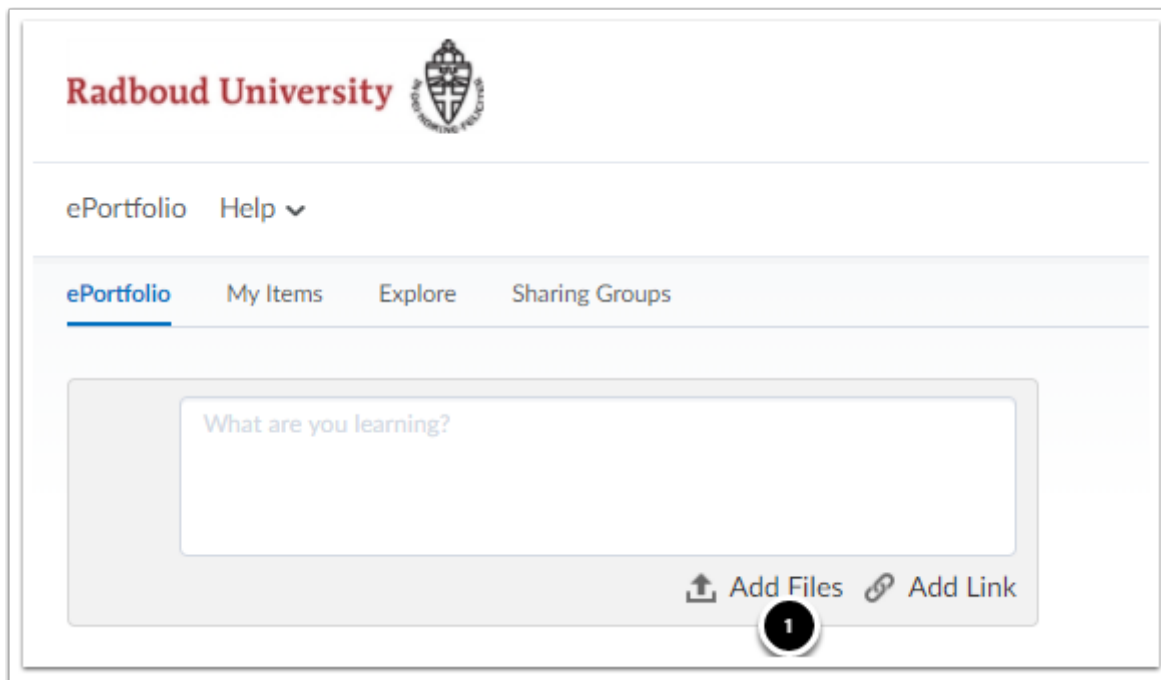 Radboud University
ePortfolio Help
ePortfolio My Items Explore Sharing Groups
What are you learning?
Add Files Add Link
1